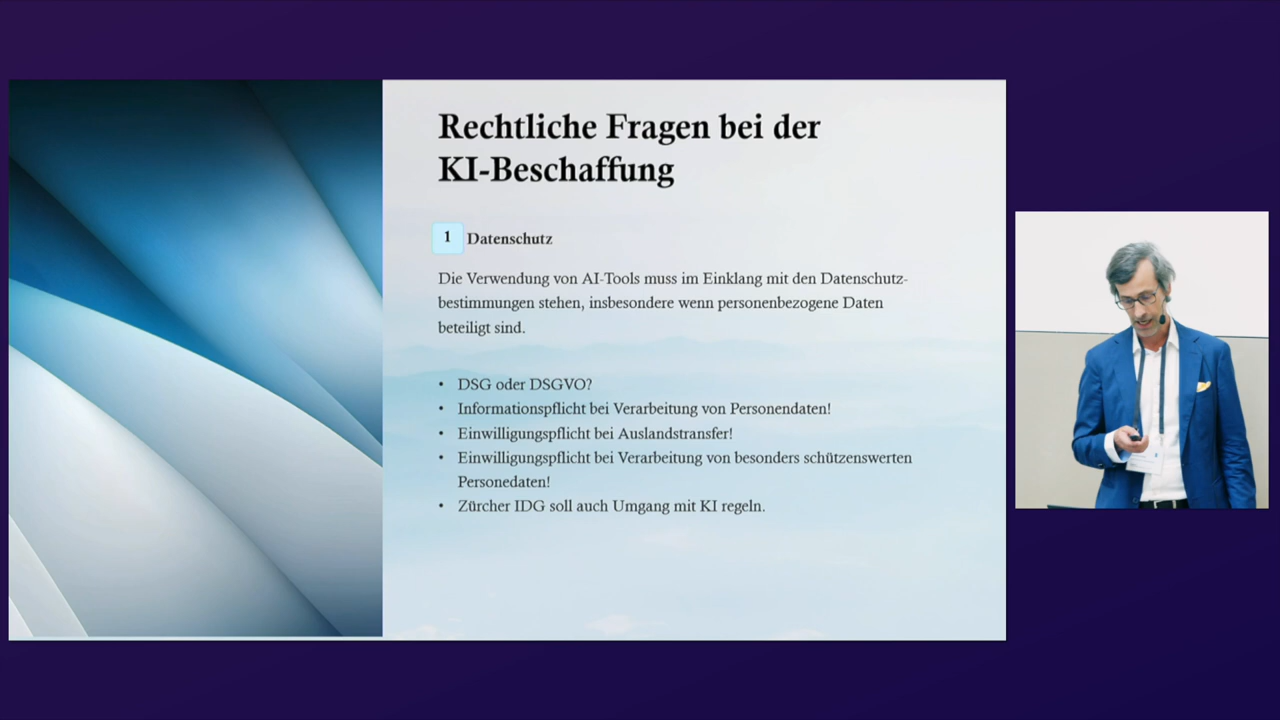 Rechtliche Fragen bei der
KI-Beschaffung
1 Datenschutz
Die Verwendung von AI-Tools muss im Einklang mit den Datenschutz-
bestimmungen stehen, insbesondere wenn personenbezogene Daten
beteiligt sind.
• DSG oder DSGVO?
• Informationspflicht bei Verarbeitung von Personendaten!
• Einwilligungspflicht bei Auslandstransfer!
• Einwilligungspflicht bei Verarbeitung von besonders schützenswerten
Personedaten!
• Zürcher IDG soll auch Umgang mit KI regeln.